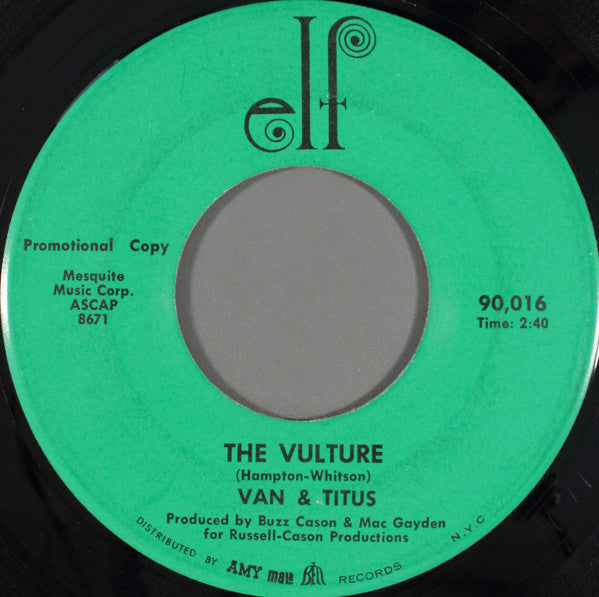 elf
Promotional Copy
Mesquite
Music Corp.
ASCAP
8671
90,016
Time: 2:40
THE VULTURE
(Hampton-Whitson)
VAN & TITUS
Produced by Buzz Cason & Mac Gayden
for Russell-Cason Productions
DISTRIBUTED BY AMY mala Bell RECORDS N.Y.C